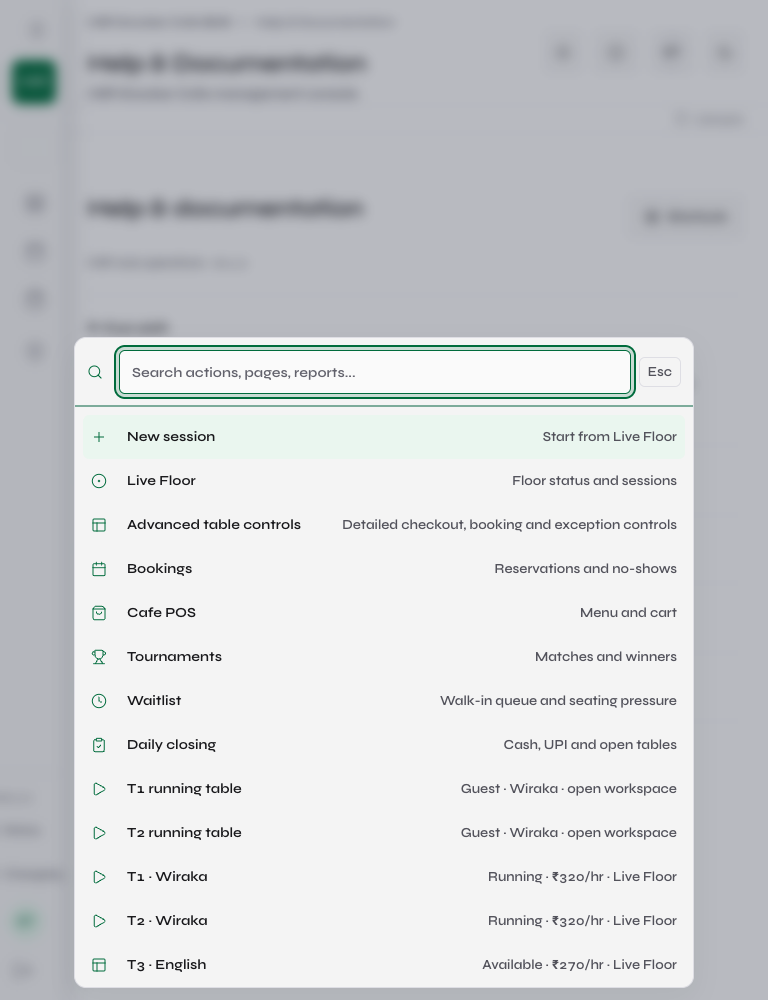 Help & Documentation
Help & documentation
Search actions, pages, reports...
Esc
New session
Start from Live Floor
Live Floor
Floor status and sessions
Advanced table controls
Detailed checkout, booking and exception controls
Bookings
Reservations and no-shows
Cafe POS
Menu and cart
Tournaments
Matches and winners
Waitlist
Walk-in queue and seating pressure
Daily closing
Cash, UPI and open tables
T1 running table
Guest · Wiraka · open workspace
T2 running table
Guest · Wiraka · open workspace
T1 · Wiraka
Running · ₹320/hr · Live Floor
T2 · Wiraka
Running · ₹320/hr · Live Floor
T3 · English
Available · ₹270/hr · Live Floor